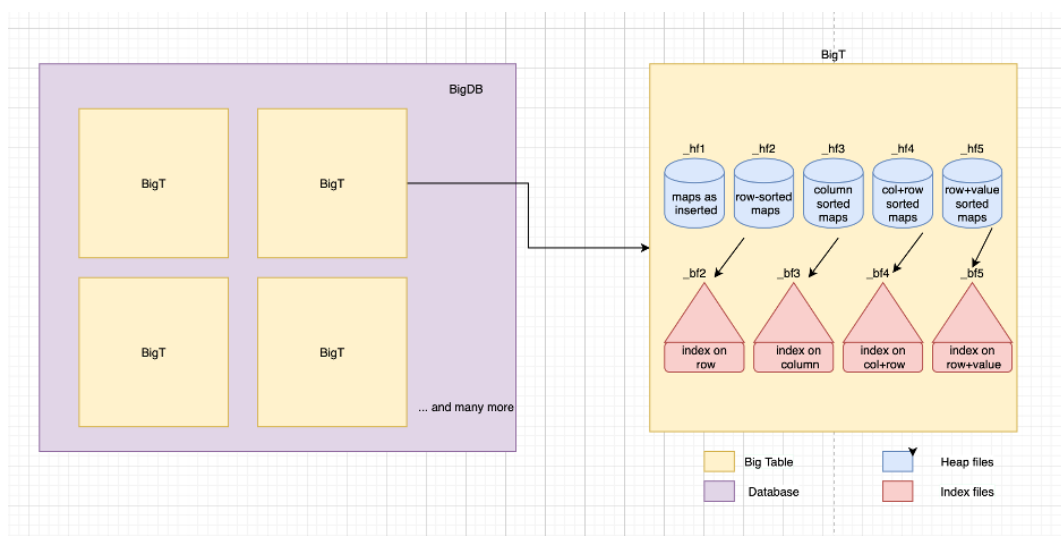 BigDB
BigT
BigT
BigT
BigT
... and many more
BigT
_hf1
_hf2
_hf3
_hf4
_hf5
maps as
inserted
row-sorted
maps
column
sorted
maps
col+row
sorted
maps
row+value
sorted
maps
_bf2
_bf3
_bf4
_bf5
index on
row
index on
column
index on
col+row
index on
row+value
Big Table
Heap files
Database
Index files